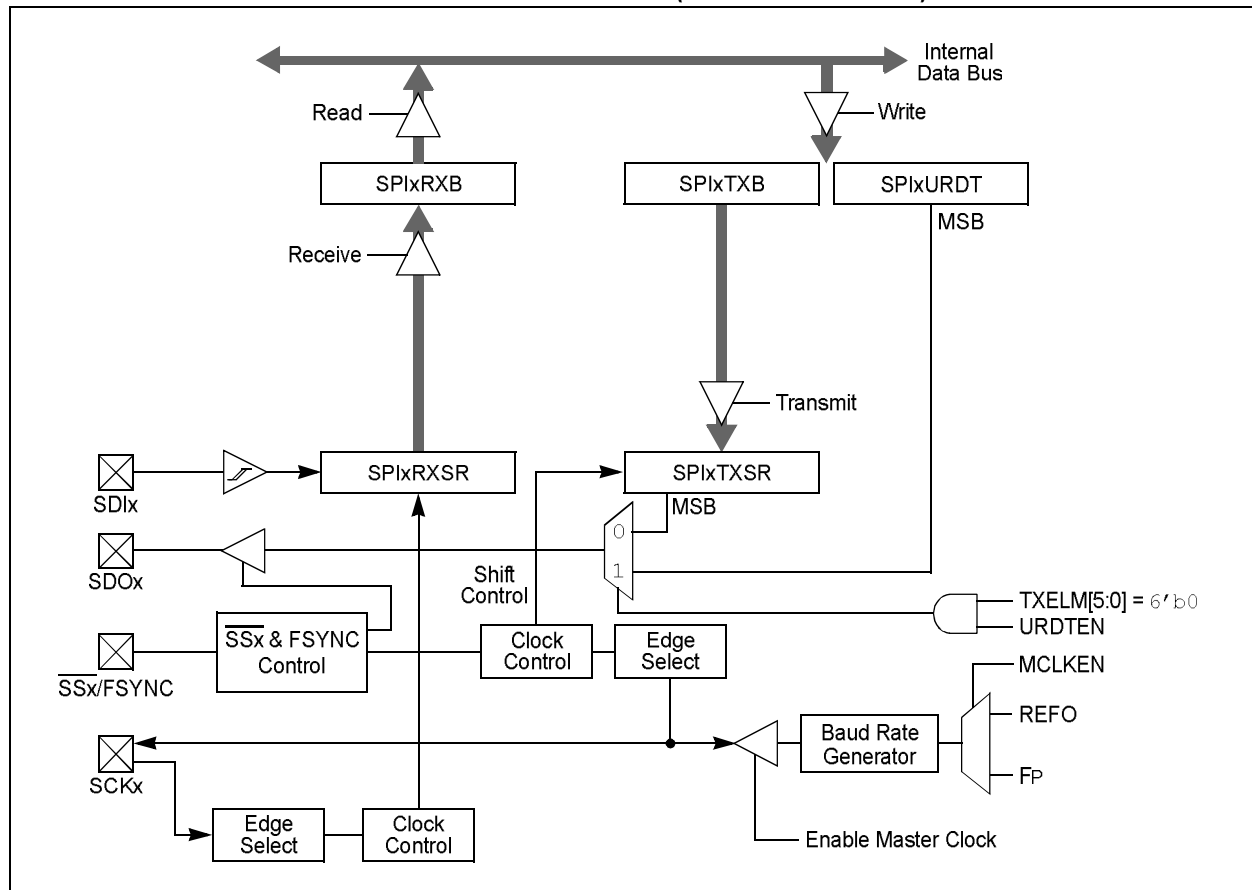 Internal
Data Bus
Read
Write
SPIxRXB
SPIxTXB
SPIxURDT
MSB
Receive
Transmit
SPIxRXSR
SPIxTXSR
SDIx
MSB
0
SDOx
1
Shift
Control
TXELM[5:0] = 6'b0
URDTEN
SSx & FSYNC
Control
Clock
Control
Edge
Select
SSx/FSYNC
MCLKEN
REFO
Baud Rate
Generator
FP
SCKx
Edge
Select
Clock
Control
Enable Master Clock